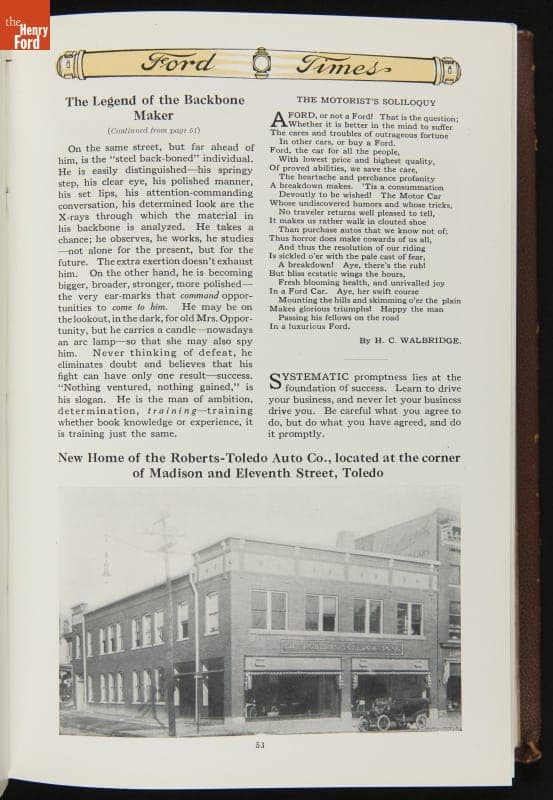 the
Henry
Ford
Ford Times
The Legend of the Backbone
Maker
(Continued from page 51)
On the same street, but far ahead of
him, is the "steel back-boned" individual.
He is easily distinguished—his springy
step, his clear eye, his polished manner,
his set lips, his attention-commanding
conversation, his determined look are the
X-rays through which the material in
his backbone is analyzed. He takes a
chance; he observes, he works, he studies
—not alone for the present, but for the
future. The extra exertion doesn't exhaust
him. On the other hand, he is becoming
bigger, broader, stronger, more polished—
the very ear-marks that command oppor-
tunities to come to him. He may be on
the lookout, in the dark, for old Mrs. Oppor-
tunity, but he carries a candle—nowadays
an arc lamp—so that she may also spy
him. Never thinking of defeat, he
eliminates doubt and believes that his
fight can have only one result—success.
"Nothing ventured, nothing gained," is
his slogan. He is the man of ambition,
determination, training—training
whether book knowledge or experience, it
is training just the same.
THE MOTORIST'S SOLILOQUY
A FORD, or not a Ford! That is the question;
Whether it is better in the mind to suffer
The cares and troubles of outrageous fortune
In other cars, or buy a Ford.
Ford, the car for all the people,
With lowest price and highest quality,
Of proved abilities, we save the care,
The heartache and perchance profanity
A breakdown makes. 'Tis a consummation
Devoutly to be wished! The Motor Car
Whose undiscovered humors and whose tricks,
No traveler returns well pleased to tell,
It makes us rather walk in clouted shoe
Than purchase autos that we know not of;
Thus horror does make cowards of us all,
And thus the resolution of our riding
Is sickled o'er with the pale cast of fear,
A breakdown! Aye, there's the rub!
But bliss ecstatic wings the hours,
Fresh blooming health, and unrivalled joy
In a Ford Car. Aye, her swift course
Mounting the hills and skimming o'er the plain
Makes glorious triumphs! Happy the man
Passing his fellows on the road
In a luxurious Ford.
By H. C. WALBRIDGE.
SYSTEMATIC promptness lies at the
foundation of success. Learn to drive
your business, and never let your business
drive you. Be careful what you agree to
do, but do what you have agreed, and do
it promptly.
New Home of the Roberts-Toledo Auto Co., located at the corner
of Madison and Eleventh Street, Toledo
53